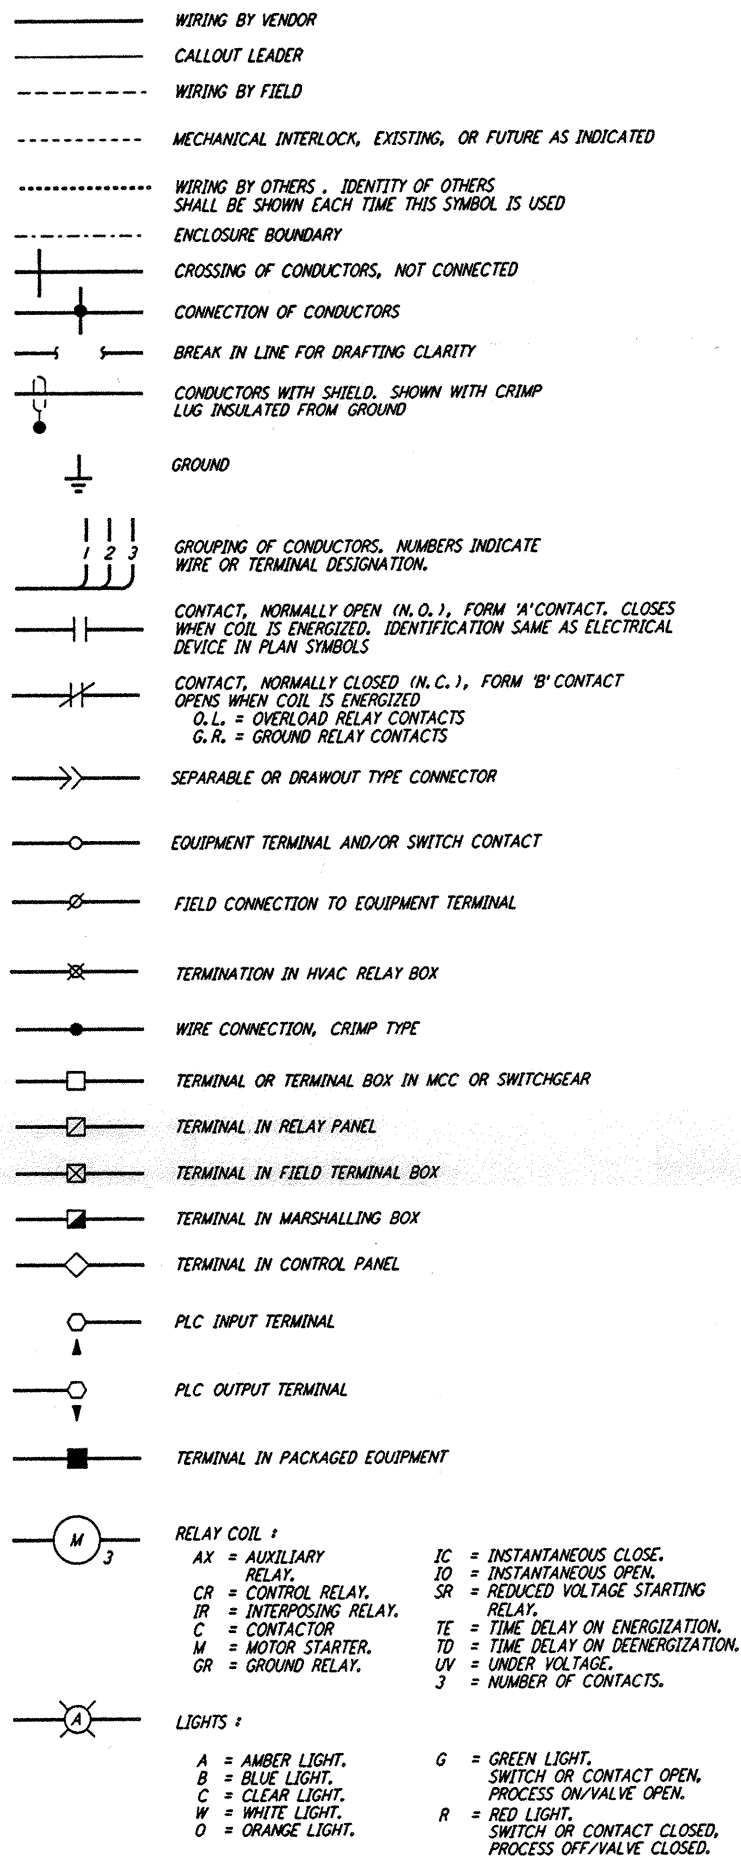 WIRING BY VENDOR
CALLOUT LEADER
WIRING BY FIELD
MECHANICAL INTERLOCK, EXISTING, OR FUTURE AS INDICATED
WIRING BY OTHERS . IDENTITY OF OTHERS
SHALL BE SHOWN EACH TIME THIS SYMBOL IS USED
ENCLOSURE BOUNDARY
CROSSING OF CONDUCTORS, NOT CONNECTED
CONNECTION OF CONDUCTORS
BREAK IN LINE FOR DRAFTING CLARITY
CONDUCTORS WITH SHIELD. SHOWN WITH CRIMP
LUG INSULATED FROM GROUND
GROUND
1 2 3
GROUPING OF CONDUCTORS. NUMBERS INDICATE
WIRE OR TERMINAL DESIGNATION.
CONTACT, NORMALLY OPEN (N.O.), FORM 'A' CONTACT. CLOSES
WHEN COIL IS ENERGIZED. IDENTIFICATION SAME AS ELECTRICAL
DEVICE IN PLAN SYMBOLS
CONTACT, NORMALLY CLOSED (N.C.), FORM 'B' CONTACT
OPENS WHEN COIL IS ENERGIZED
O.L. = OVERLOAD RELAY CONTACTS
G.R. = GROUND RELAY CONTACTS
SEPARABLE OR DRAWOUT TYPE CONNECTOR
EQUIPMENT TERMINAL AND/OR SWITCH CONTACT
FIELD CONNECTION TO EQUIPMENT TERMINAL
TERMINATION IN HVAC RELAY BOX
WIRE CONNECTION, CRIMP TYPE
TERMINAL OR TERMINAL BOX IN MCC OR SWITCHGEAR
TERMINAL IN RELAY PANEL
TERMINAL IN FIELD TERMINAL BOX
TERMINAL IN MARSHALLING BOX
TERMINAL IN CONTROL PANEL
PLC INPUT TERMINAL
PLC OUTPUT TERMINAL
TERMINAL IN PACKAGED EQUIPMENT
M 3
RELAY COIL :
AX = AUXILIARY
RELAY.
CR = CONTROL RELAY.
IR = INTERPOSING RELAY.
C = CONTACTOR
M = MOTOR STARTER.
GR = GROUND RELAY.
IC = INSTANTANEOUS CLOSE.
IO = INSTANTANEOUS OPEN.
SR = REDUCED VOLTAGE STARTING
RELAY.
TE = TIME DELAY ON ENERGIZATION.
TD = TIME DELAY ON DEENERGIZATION.
UV = UNDER VOLTAGE.
3 = NUMBER OF CONTACTS.
A
LIGHTS :
A = AMBER LIGHT.
B = BLUE LIGHT.
C = CLEAR LIGHT.
W = WHITE LIGHT.
O = ORANGE LIGHT.
G = GREEN LIGHT.
SWITCH OR CONTACT OPEN,
PROCESS ON/VALVE OPEN.
R = RED LIGHT.
SWITCH OR CONTACT CLOSED,
PROCESS OFF/VALVE CLOSED.